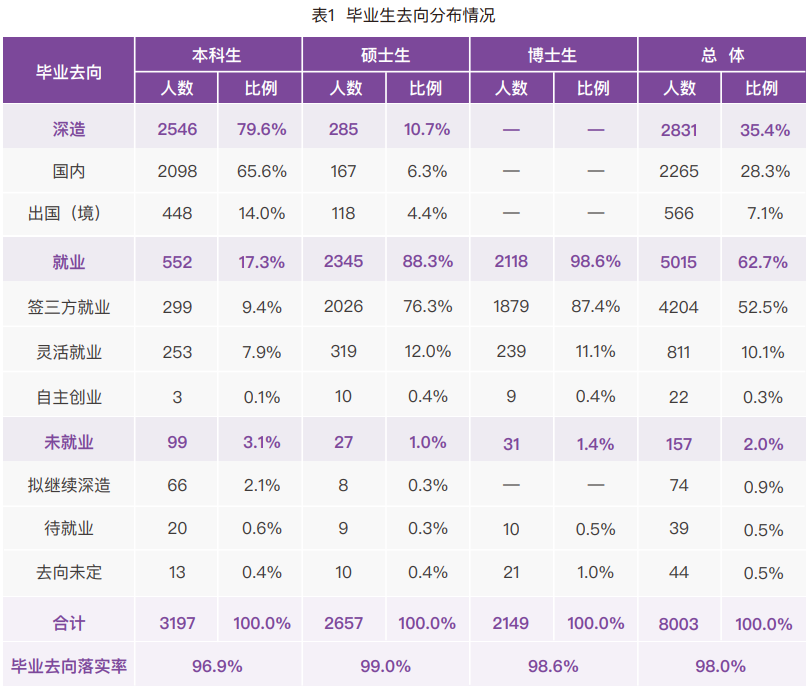 表1 毕业生去向分布情况
毕业去向 本科生 硕士生 博士生 总 体
人数 比例 人数 比例 人数 比例 人数 比例
深造 2546 79.6% 285 10.7% — — 2831 35.4%
国内 2098 65.6% 167 6.3% — — 2265 28.3%
出国（境） 448 14.0% 118 4.4% — — 566 7.1%
就业 552 17.3% 2345 88.3% 2118 98.6% 5015 62.7%
签三方就业 299 9.4% 2026 76.3% 1879 87.4% 4204 52.5%
灵活就业 253 7.9% 319 12.0% 239 11.1% 811 10.1%
自主创业 3 0.1% 10 0.4% 9 0.4% 22 0.3%
未就业 99 3.1% 27 1.0% 31 1.4% 157 2.0%
拟继续深造 66 2.1% 8 0.3% — — 74 0.9%
待就业 20 0.6% 9 0.3% 10 0.5% 39 0.5%
去向未定 13 0.4% 10 0.4% 21 1.0% 44 0.5%
合计 3197 100.0% 2657 100.0% 2149 100.0% 8003 100.0%
毕业去向落实率 96.9% 99.0% 98.6% 98.0%